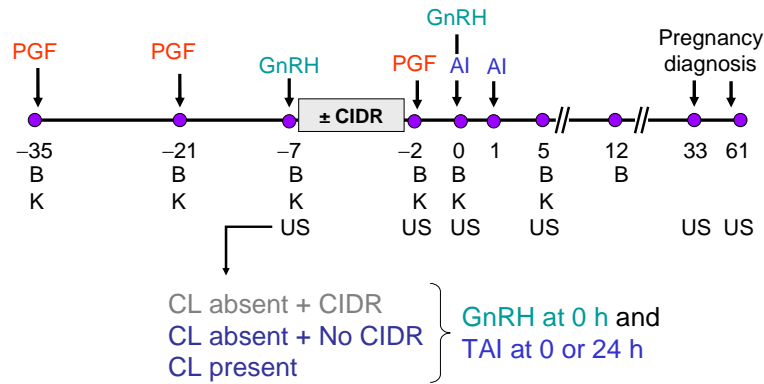 GnRH
PGF PGF GnRH PGF AI AI Pregnancy
diagnosis
± CIDR
–35 –21 –7 –2 0 1 5 12 33 61
B B B B B B B
K K K K K K
US US US US US US
CL absent + CIDR
CL absent + No CIDR
CL present
GnRH at 0 h and
TAI at 0 or 24 h